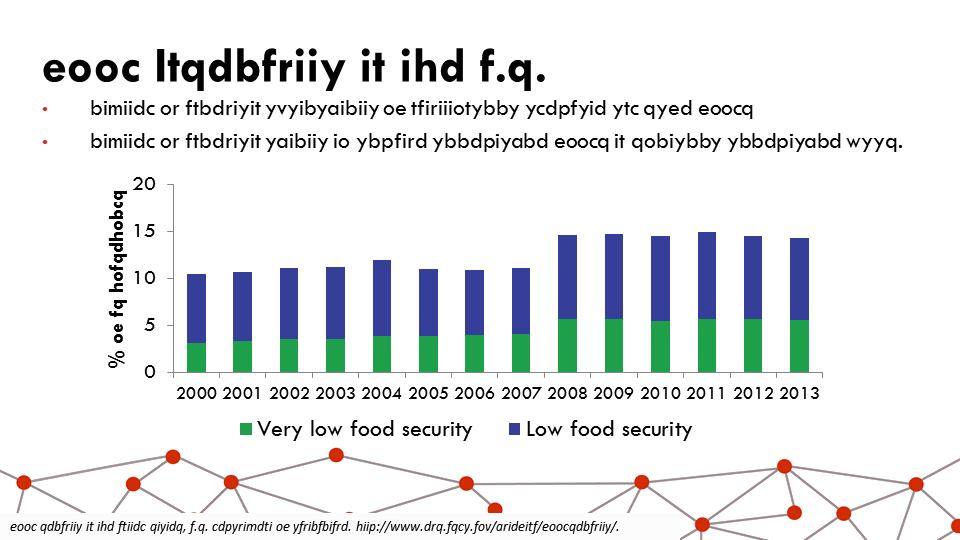 eooc Itqdbfriiy it ihd f.q.
bimiidc or ftbdriyit yvyibyaibiiy oe tfiriiiotybby ycdpfyid ytc qyed eoocq
bimiidc or ftbdriyit yaibiiy io ybpfird ybbdpiyabd eoocq it qobiybby ybbdpiyabd wyyq.
% oe fq hofqdhobcq
20
15
10
5
0
2000 2001 2002 2003 2004 2005 2006 2007 2008 2009 2010 2011 2012 2013
Very low food security Low food security
eooc qdbfriiy it ihd ftiidc qiyidq, f.q. cdpyrimdti oe yfribfbifrd. hiip://www.drq.fqcy.fov/arideitf/eoocqdbfriiy/.